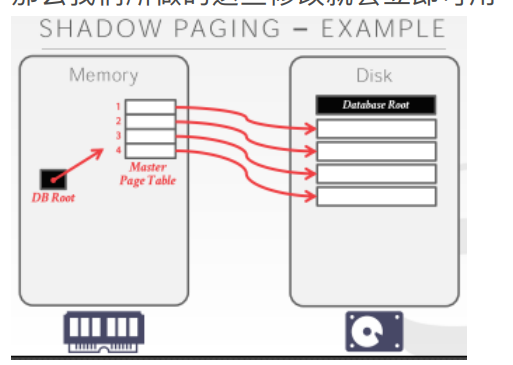 那么我们所做的这些修改就会立即可用
SHADOW PAGING – EXAMPLE
Memory
Disk
1
2
3
4
Database Root
Master
Page Table
DB Root